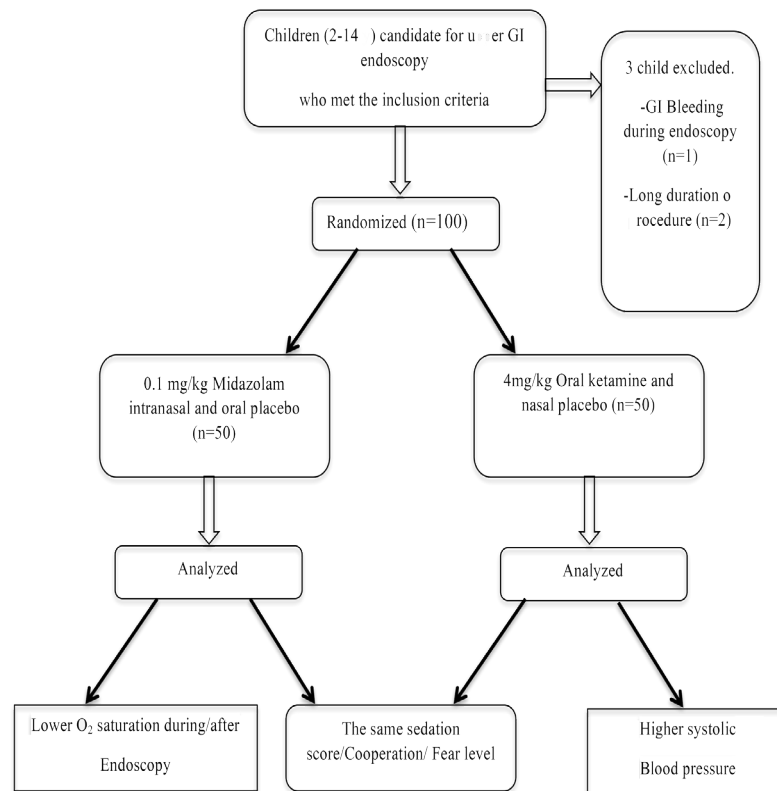 Children (2-14 ) candidate for GI
endoscopy
who met the inclusion criteria
3 child excluded.
-GI Bleeding
during endoscopy
(n=1)
-Long duration o
rocedure (n=2)
Randomized (n=100)
0.1 mg/kg Midazolam
intranasal and oral placebo
(n=50)
4mg/kg Oral ketamine and
nasal placebo (n=50)
Analyzed
Analyzed
Lower O₂ saturation during/after
Endoscopy
The same sedation
score/Cooperation/ Fear level
Higher systolic
Blood pressure